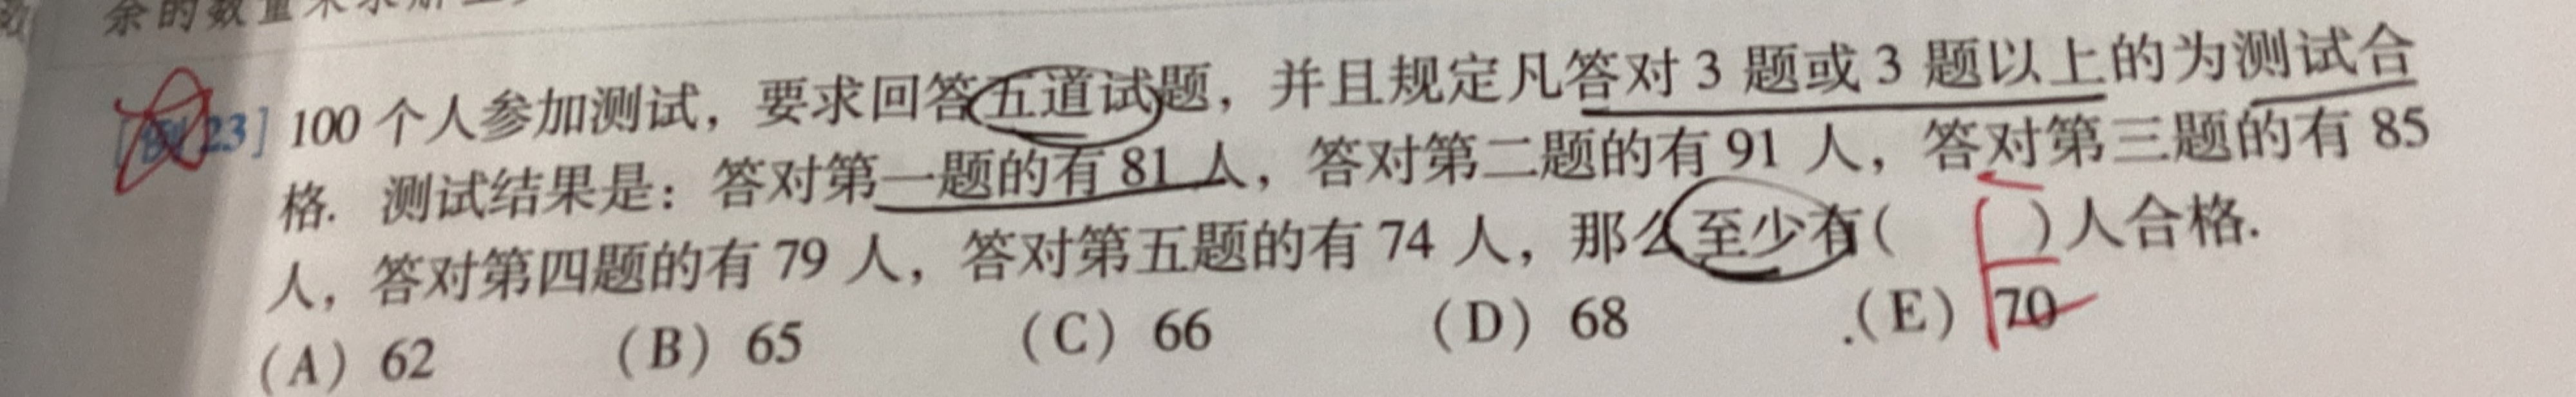 余的数量来求解
[例23] 100 个人参加测试，要求回答五道试题，并且规定凡答对 3 题或 3 题以上的为测试合
格. 测试结果是：答对第一题的有 81 人，答对第二题的有 91 人，答对第三题的有 85
人，答对第四题的有 79 人，答对第五题的有 74 人，那么至少有( )人合格.
(A) 62 (B) 65 (C) 66 (D) 68 (E) 70